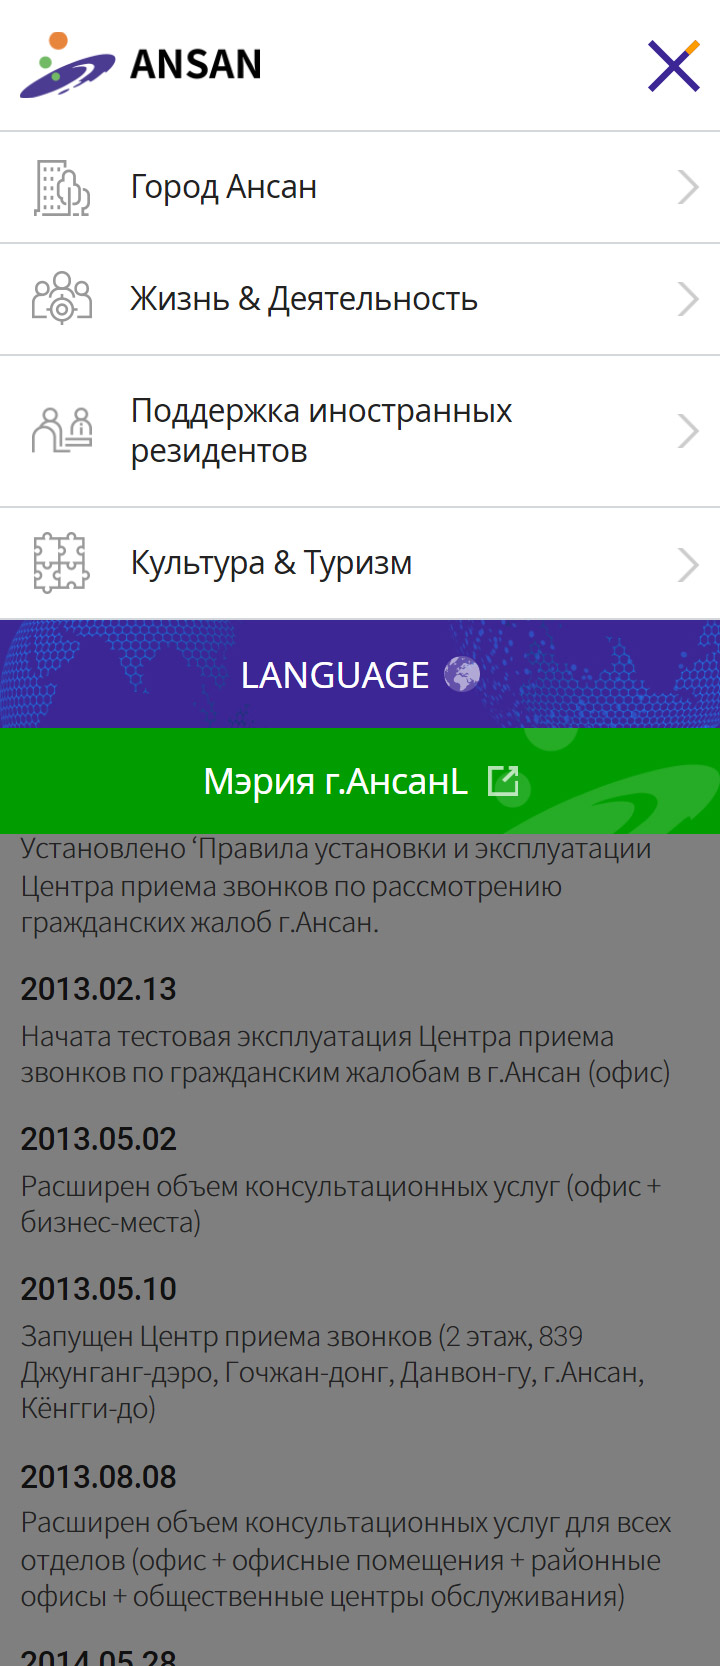 ANSAN
Город Ансан
Жизнь & Деятельность
Поддержка иностранных
резидентов
Культура & Туризм
LANGUAGE
Мэрия г.АнсанL
Установлено ‘Правила установки и эксплуатации
Центра приема звонков по рассмотрению
гражданских жалоб г.Ансан.
2013.02.13
Начата тестовая эксплуатация Центра приема
звонков по гражданским жалобам в г.Ансан (офис)
2013.05.02
Расширен объем консультационных услуг (офис +
бизнес-места)
2013.05.10
Запущен Центр приема звонков (2 этаж, 839
Джунганг-дэро, Гочжан-донг, Данвон-гу, г.Ансан,
Кёнгги-до)
2013.08.08
Расширен объем консультационных услуг для всех
отделов (офис + офисные помещения + районные
офисы + общественные центры обслуживания)
2014.05.28